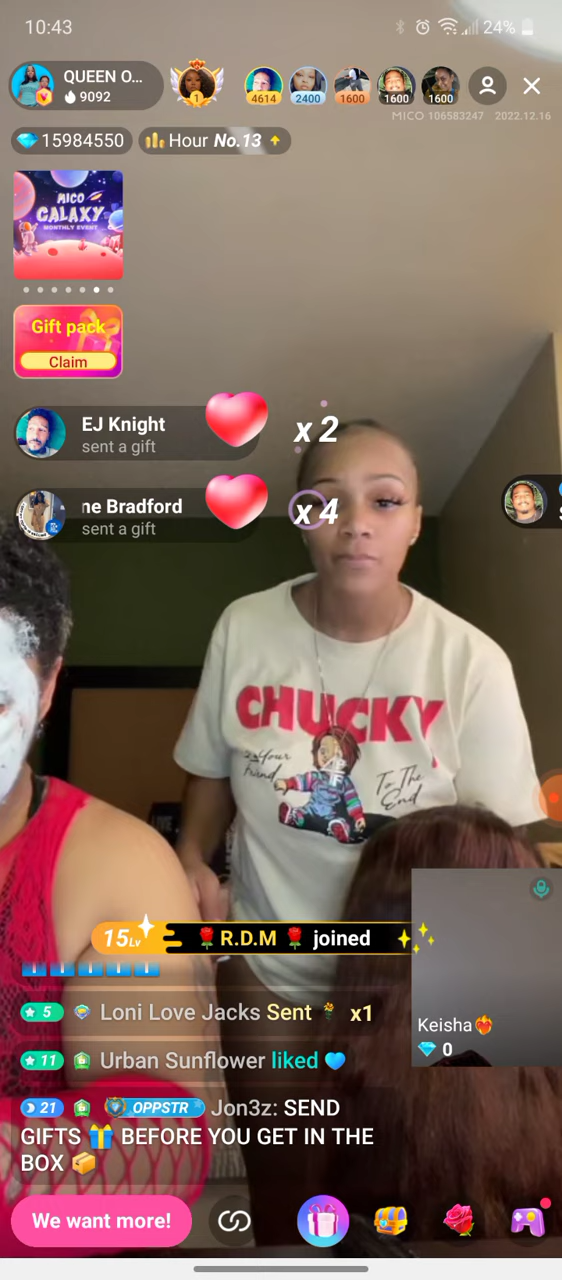 10:43
24%
QUEEN O...
9092
1
4614
2400
1600
1600
1600
MICO 106583247 2022.12.16
15984550
Hour No.13
MICO
GALAXY
MONTHLY EVENT
Gift pack
Claim
EJ Knight
sent a gift
x 2
ne Bradford
sent a gift
x 4
CHUCKY
Your
friend
To The
End
15Lv
🌹R.D.M 🌹 joined
5 Loni Love Jacks Sent x1
11 Urban Sunflower liked 💙
21 OPPSTR Jon3z: SEND
GIFTS 🎁 BEFORE YOU GET IN THE
BOX 📦
Keisha❤️‍🔥
0
We want more!